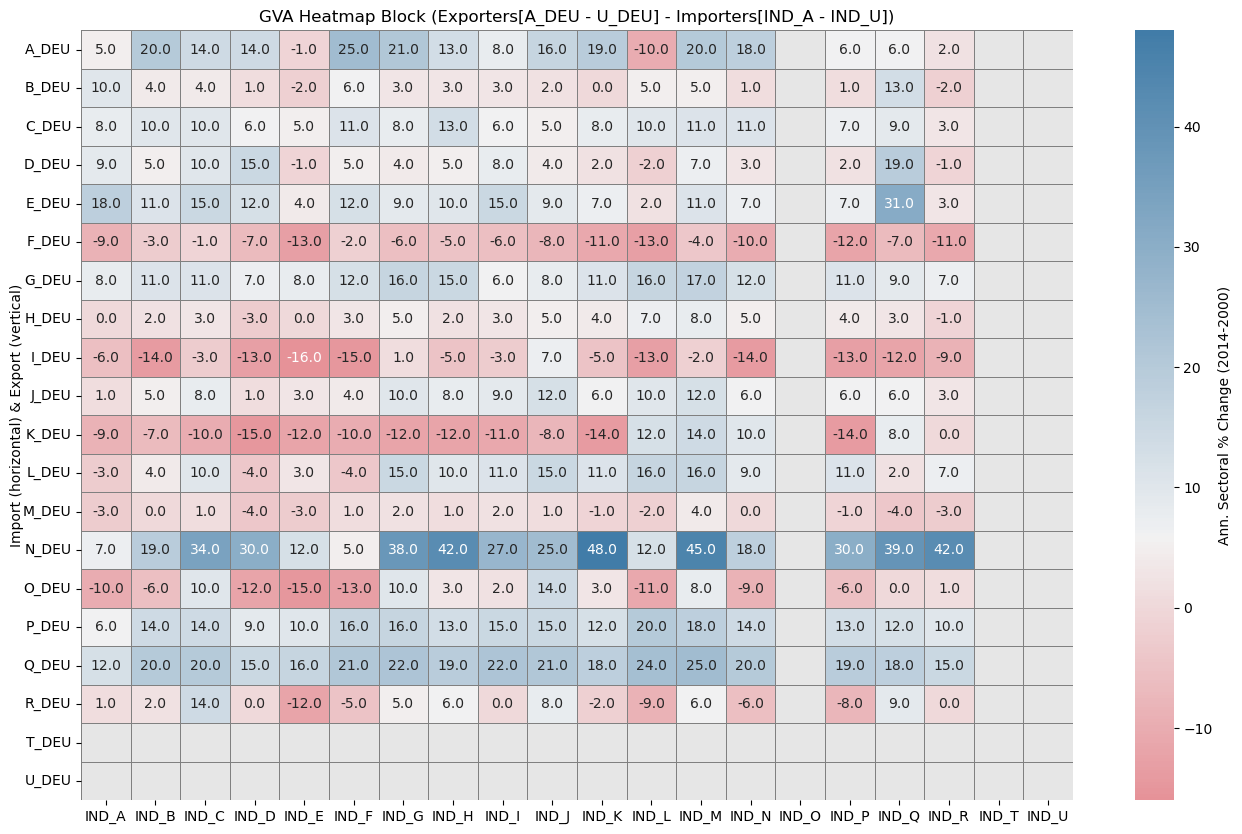 GVA Heatmap Block (Exporters[A_DEU - U_DEU] - Importers[IND_A - IND_U])
Import (horizontal) & Export (vertical)
A_DEU 5.0 20.0 14.0 14.0 -1.0 25.0 21.0 13.0 8.0 16.0 19.0 -10.0 20.0 18.0 6.0 6.0 2.0
B_DEU 10.0 4.0 4.0 1.0 -2.0 6.0 3.0 3.0 3.0 2.0 0.0 5.0 5.0 1.0 1.0 13.0 -2.0
C_DEU 8.0 10.0 10.0 6.0 5.0 11.0 8.0 13.0 6.0 5.0 8.0 10.0 11.0 11.0 7.0 9.0 3.0
D_DEU 9.0 5.0 10.0 15.0 -1.0 5.0 4.0 5.0 8.0 4.0 2.0 -2.0 7.0 3.0 2.0 19.0 -1.0
E_DEU 18.0 11.0 15.0 12.0 4.0 12.0 9.0 10.0 15.0 9.0 7.0 2.0 11.0 7.0 7.0 31.0 3.0
F_DEU -9.0 -3.0 -1.0 -7.0 -13.0 -2.0 -6.0 -5.0 -6.0 -8.0 -11.0 -13.0 -4.0 -10.0 -12.0 -7.0 -11.0
G_DEU 8.0 11.0 11.0 7.0 8.0 12.0 16.0 15.0 6.0 8.0 11.0 16.0 17.0 12.0 11.0 9.0 7.0
H_DEU 0.0 2.0 3.0 -3.0 0.0 3.0 5.0 2.0 3.0 5.0 4.0 7.0 8.0 5.0 4.0 3.0 -1.0
I_DEU -6.0 -14.0 -3.0 -13.0 -16.0 -15.0 1.0 -5.0 -3.0 7.0 -5.0 -13.0 -2.0 -14.0 -13.0 -12.0 -9.0
J_DEU 1.0 5.0 8.0 1.0 3.0 4.0 10.0 8.0 9.0 12.0 6.0 10.0 12.0 6.0 6.0 6.0 3.0
K_DEU -9.0 -7.0 -10.0 -15.0 -12.0 -10.0 -12.0 -12.0 -11.0 -8.0 -14.0 12.0 14.0 10.0 -14.0 8.0 0.0
L_DEU -3.0 4.0 10.0 -4.0 3.0 -4.0 15.0 10.0 11.0 15.0 11.0 16.0 16.0 9.0 11.0 2.0 7.0
M_DEU -3.0 0.0 1.0 -4.0 -3.0 1.0 2.0 1.0 2.0 1.0 -1.0 -2.0 4.0 0.0 -1.0 -4.0 -3.0
N_DEU 7.0 19.0 34.0 30.0 12.0 5.0 38.0 42.0 27.0 25.0 48.0 12.0 45.0 18.0 30.0 39.0 42.0
O_DEU -10.0 -6.0 10.0 -12.0 -15.0 -13.0 10.0 3.0 2.0 14.0 3.0 -11.0 8.0 -9.0 -6.0 0.0 1.0
P_DEU 6.0 14.0 14.0 9.0 10.0 16.0 16.0 13.0 15.0 15.0 12.0 20.0 18.0 14.0 13.0 12.0 10.0
Q_DEU 12.0 20.0 20.0 15.0 16.0 21.0 22.0 19.0 22.0 21.0 18.0 24.0 25.0 20.0 19.0 18.0 15.0
R_DEU 1.0 2.0 14.0 0.0 -12.0 -5.0 5.0 6.0 0.0 8.0 -2.0 -9.0 6.0 -6.0 -8.0 9.0 0.0
T_DEU
U_DEU
IND_A IND_B IND_C IND_D IND_E IND_F IND_G IND_H IND_I IND_J IND_K IND_L IND_M IND_N IND_O IND_P IND_Q IND_R IND_T IND_U
40
30
20
10
0
−10
Ann. Sectoral % Change (2014-2000)